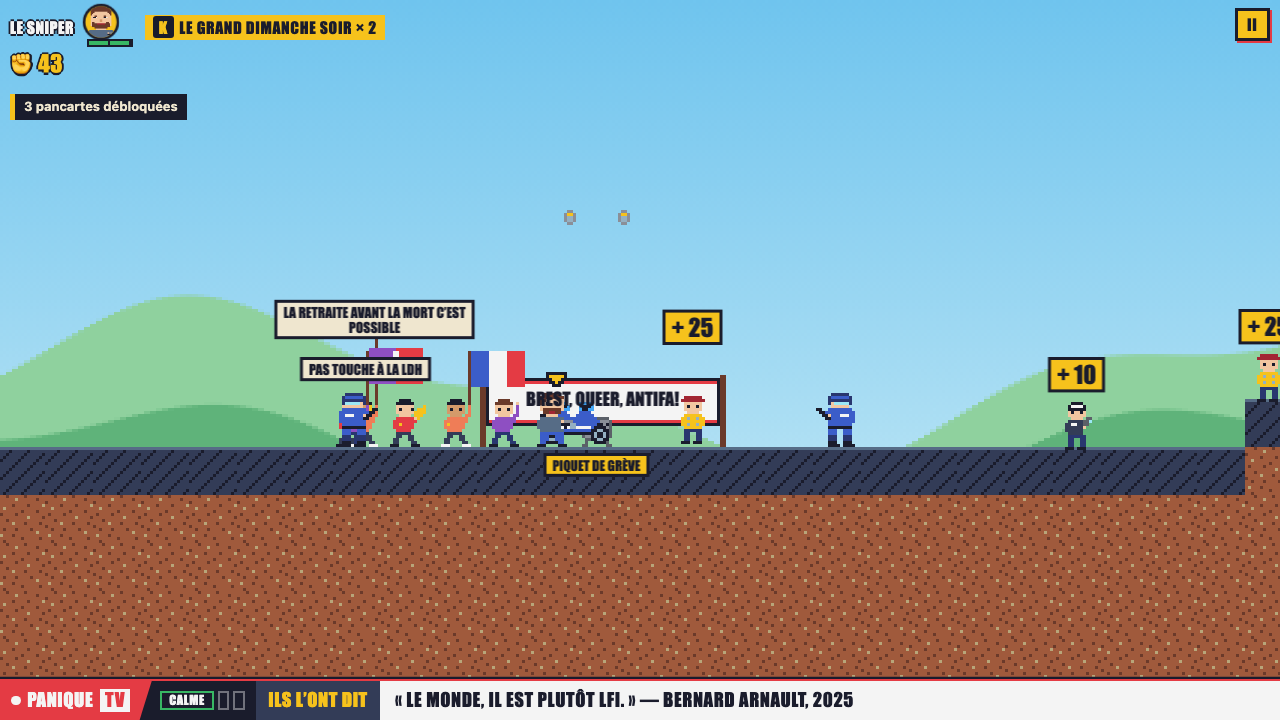 LE SNIPER
K LE GRAND DIMANCHE SOIR × 2
43
3 pancartes débloquées
LA RETRAITE AVANT LA MORT C'EST
POSSIBLE
+ 25
+ 25
PAS TOUCHE À LA LDH
+ 10
BREST, QUEER, ANTIFA!
PIQUET DE GRÈVE
PANIQUE TV
CALME
ILS L'ONT DIT
« LE MONDE, IL EST PLUTÔT LFI. » — BERNARD ARNAULT, 2025